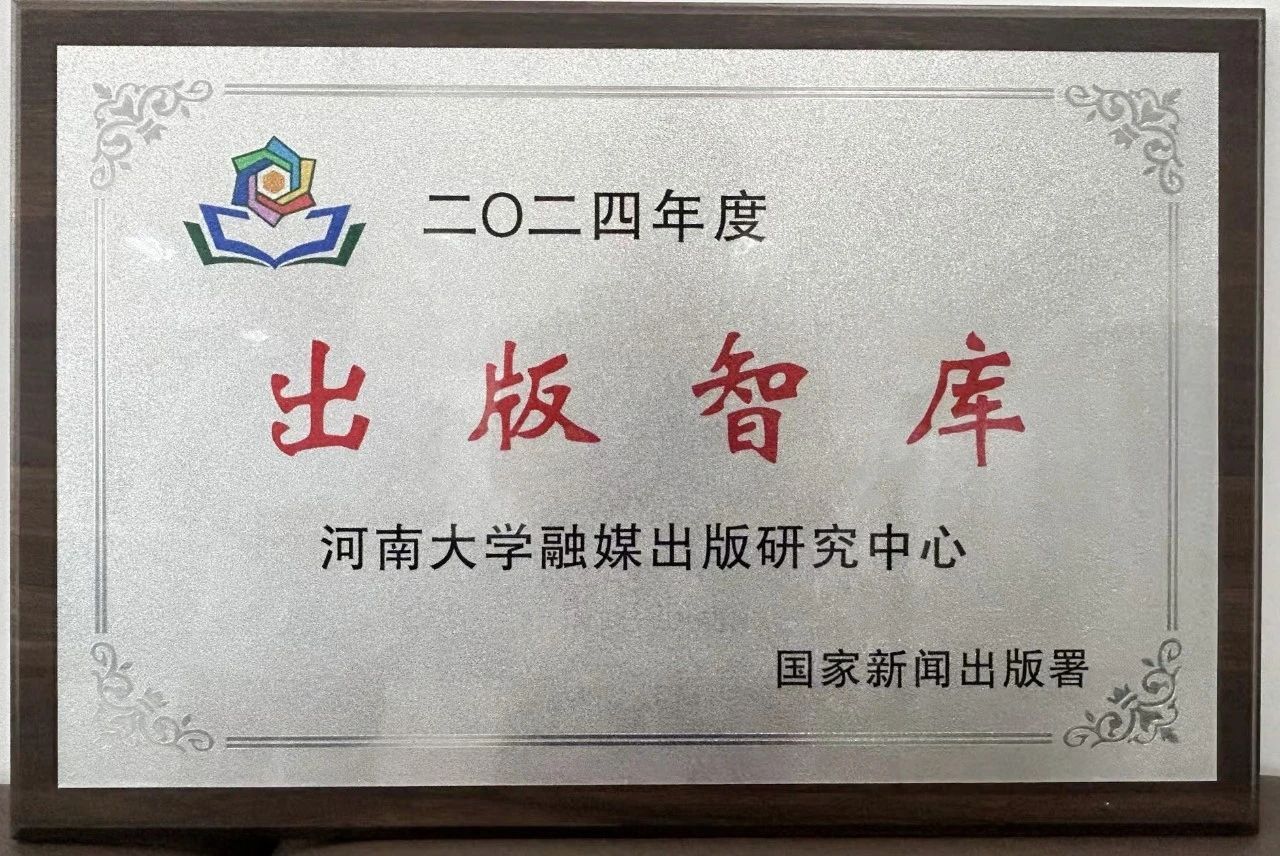 二〇二四年度
出版智库
河南大学融媒出版研究中心
国家新闻出版署